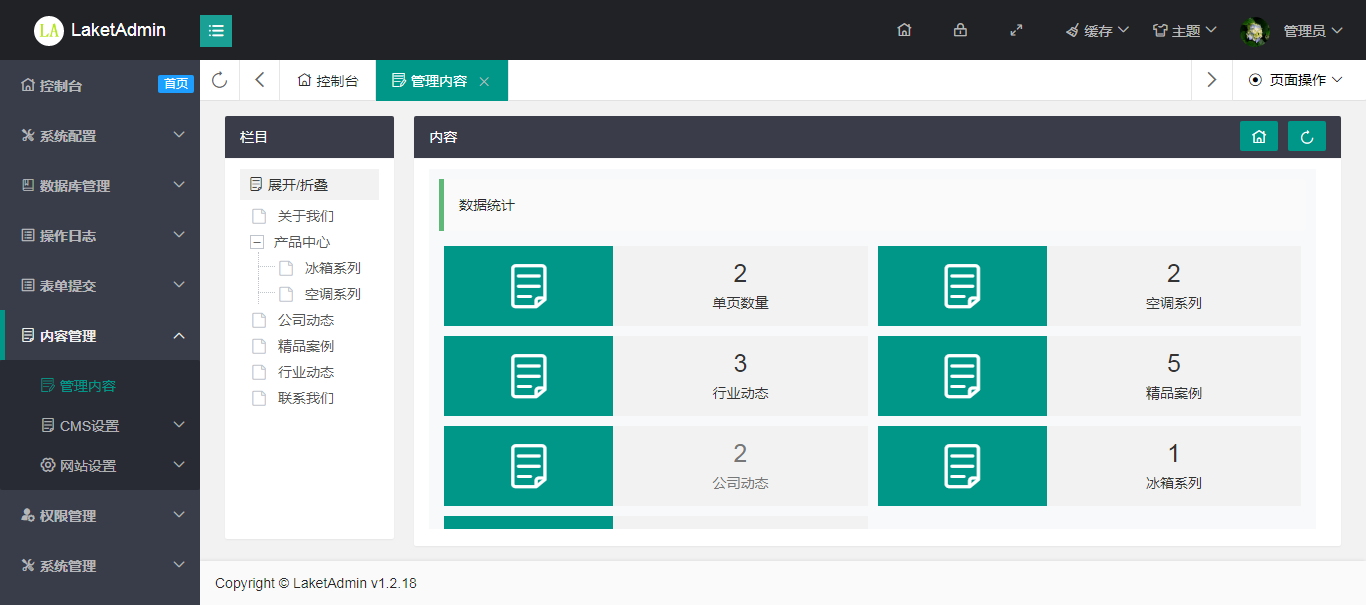 LA LaketAdmin
缓存
主题
管理员
控制台 首页
系统配置
数据库管理
操作日志
表单提交
内容管理
管理内容
CMS设置
网站设置
权限管理
系统管理
控制台
管理内容
页面操作
栏目
展开/折叠
关于我们
产品中心
冰箱系列
空调系列
公司动态
精品案例
行业动态
联系我们
内容
数据统计
2
单页数量
2
空调系列
3
行业动态
5
精品案例
2
公司动态
1
冰箱系列
Copyright © LaketAdmin v1.2.18